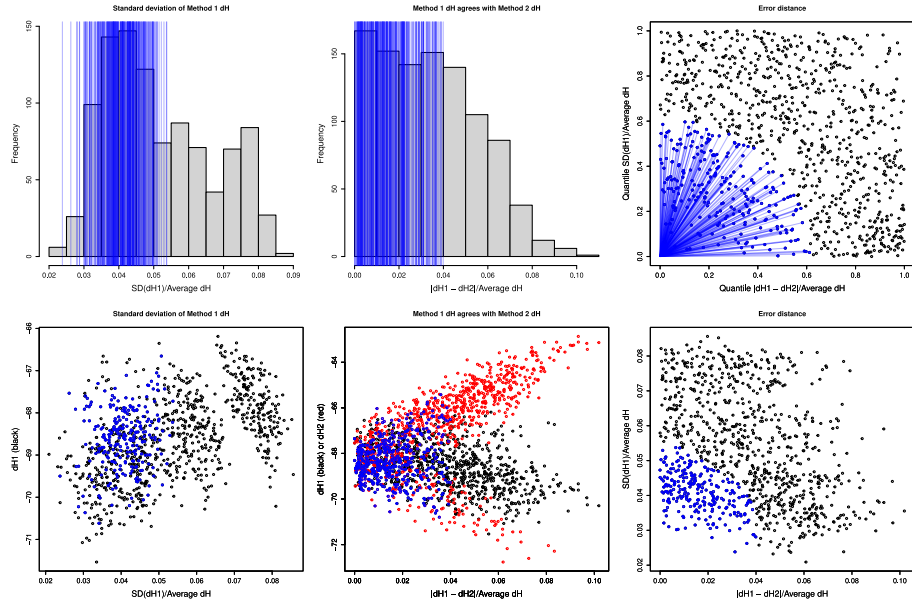 Standard deviation of Method 1 dH
Frequency
0 50 100 150
0.02 0.03 0.04 0.05 0.06 0.07 0.08 0.09
SD(dH1)/Average dH
Method 1 dH agrees with Method 2 dH
Frequency
0 50 100 150
0.00 0.02 0.04 0.06 0.08 0.10
|dH1 − dH2|/Average dH
Error distance
Quantile SD(dH1)/Average dH
0.0 0.2 0.4 0.6 0.8 1.0
0.0 0.2 0.4 0.6 0.8 1.0
Quantile |dH1 − dH2|/Average dH
Standard deviation of Method 1 dH
dH1 (black)
−71 −70 −69 −68 −67 −66
0.02 0.03 0.04 0.05 0.06 0.07 0.08
SD(dH1)/Average dH
Method 1 dH agrees with Method 2 dH
dH1 (black) or dH2 (red)
−72 −70 −68 −66 −64
0.00 0.02 0.04 0.06 0.08 0.10
|dH1 − dH2|/Average dH
Error distance
SD(dH1)/Average dH
0.02 0.03 0.04 0.05 0.06 0.07 0.08
0.00 0.02 0.04 0.06 0.08 0.10
|dH1 − dH2|/Average dH